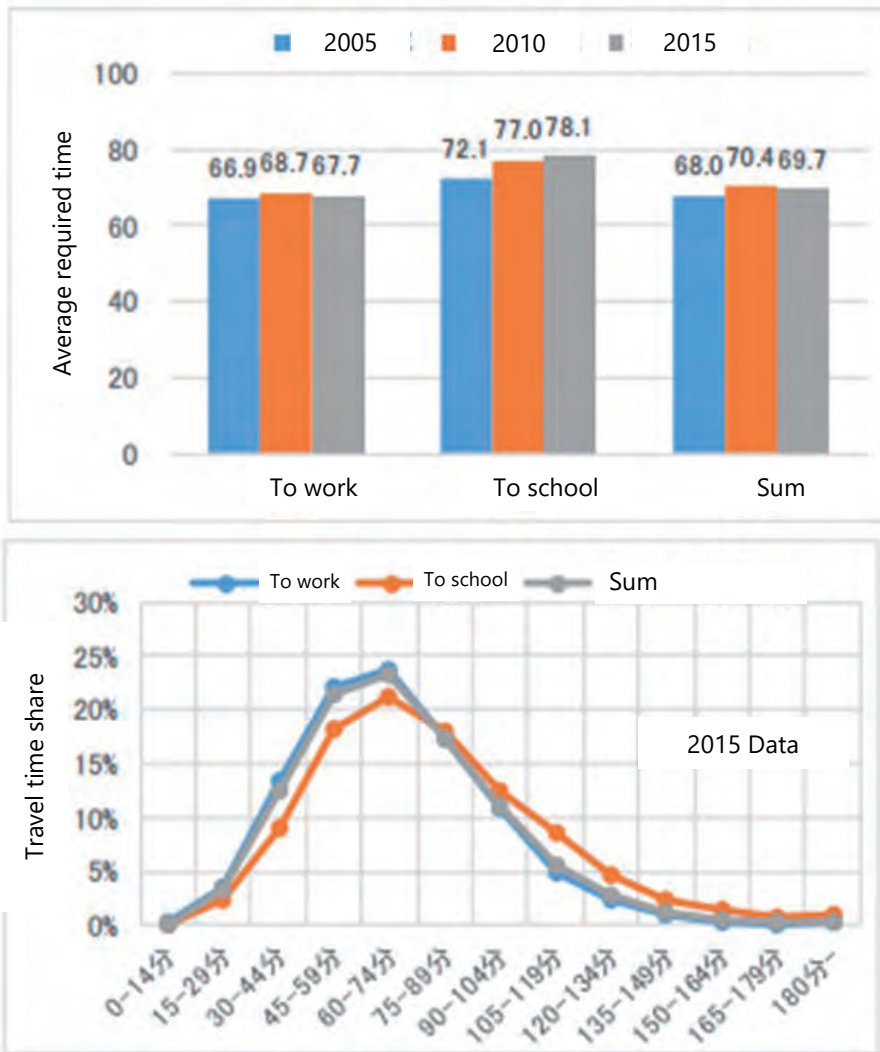 2005 2010 2015
Average required time
100
80
60
40
20
0
66.9 68.7 67.7
72.1 77.0 78.1
68.0 70.4 69.7
To work To school Sum
To work To school Sum
Travel time share
30%
25%
20%
15%
10%
5%
0%
2015 Data
0-14分 15-29分 30-44分 45-59分 60-74分 75-89分 90-104分 105-119分 120-134分 135-149分 150-164分 165-179分 180分-